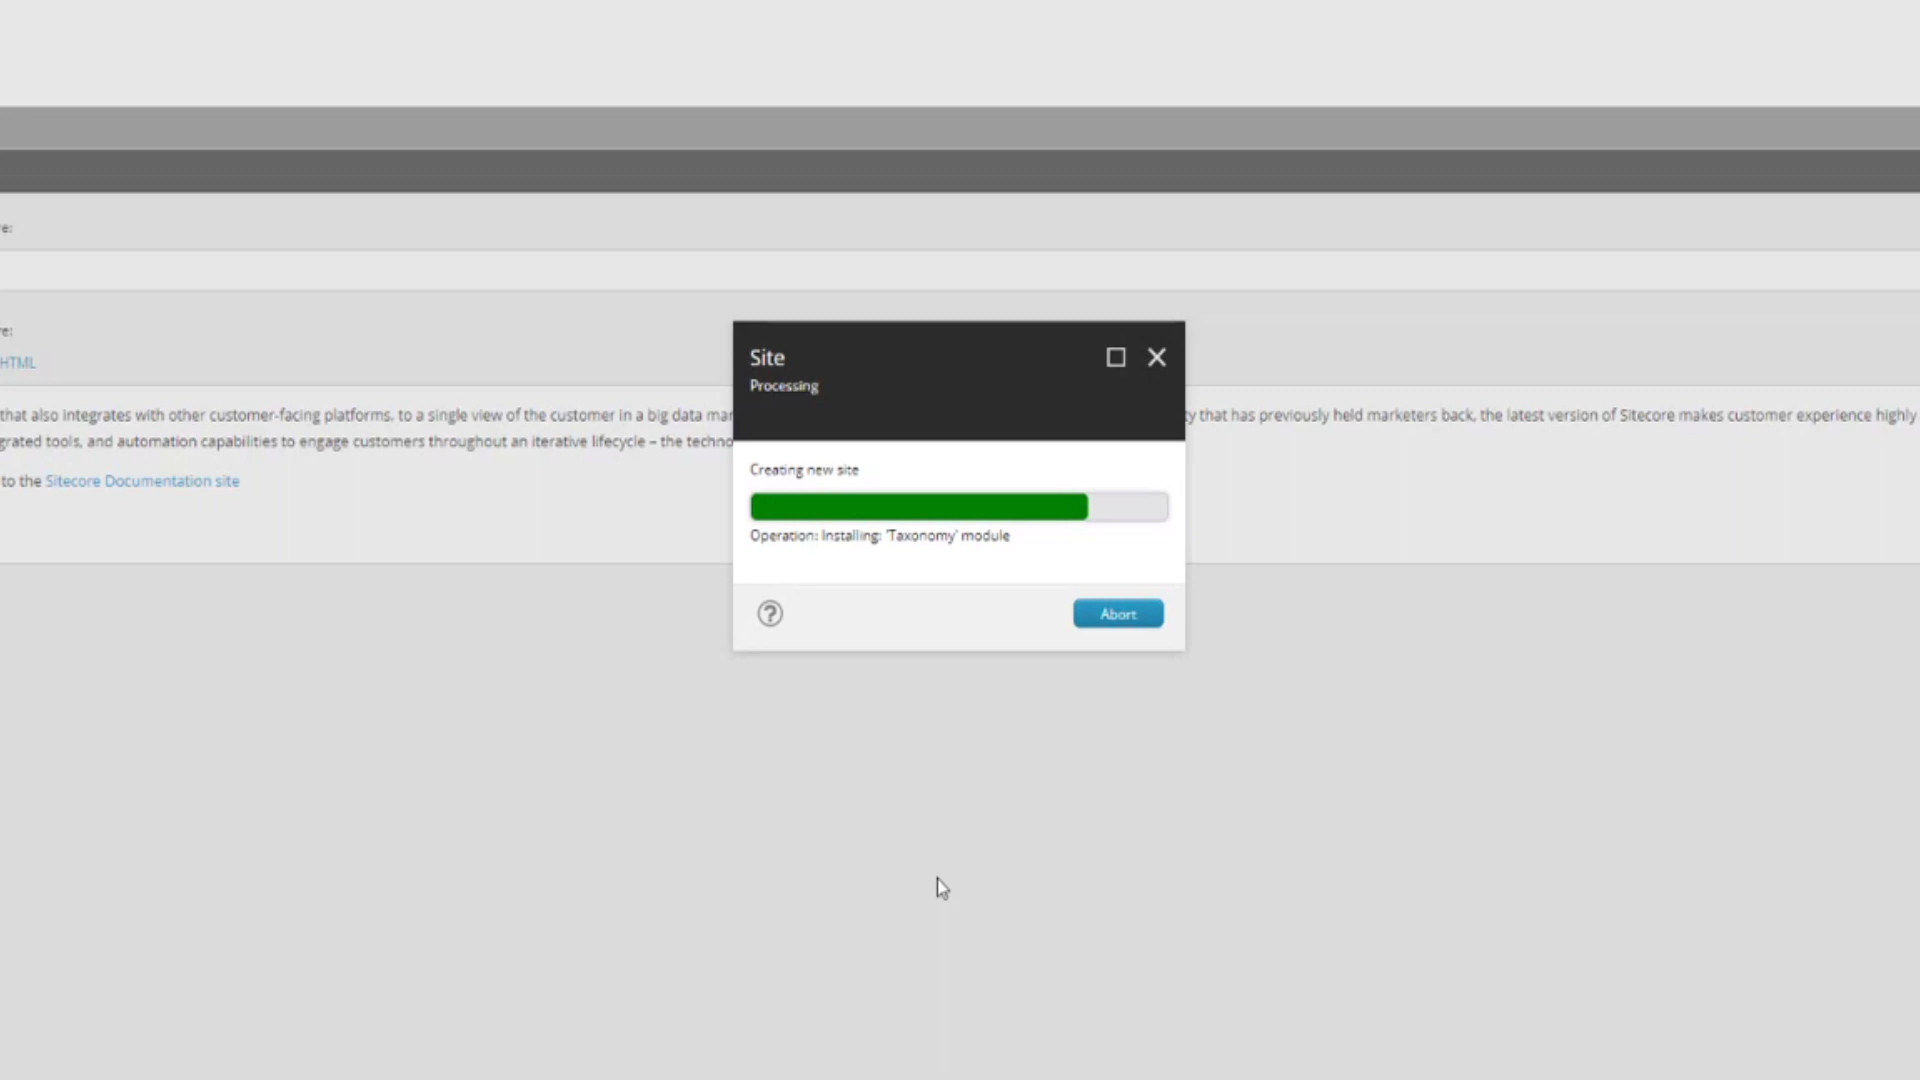 re:
re:
HTML
Site
Processing
that also integrates with other customer-facing platforms, to a single view of the customer in a big data mar
ty that has previously held marketers back, the latest version of Sitecore makes customer experience highly
grated tools, and automation capabilities to engage customers throughout an iterative lifecycle – the techno
to the Sitecore Documentation site
Creating new site
Operation: Installing: 'Taxonomy' module
?
Abort